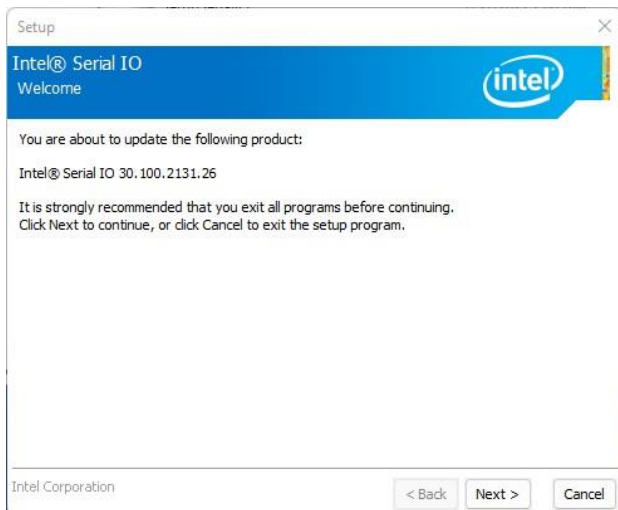 Setup
Intel® Serial IO
Welcome
intel
You are about to update the following product:
Intel® Serial IO 30.100.2131.26
It is strongly recommended that you exit all programs before continuing.
Click Next to continue, or click Cancel to exit the setup program.
Intel Corporation
< Back Next > Cancel